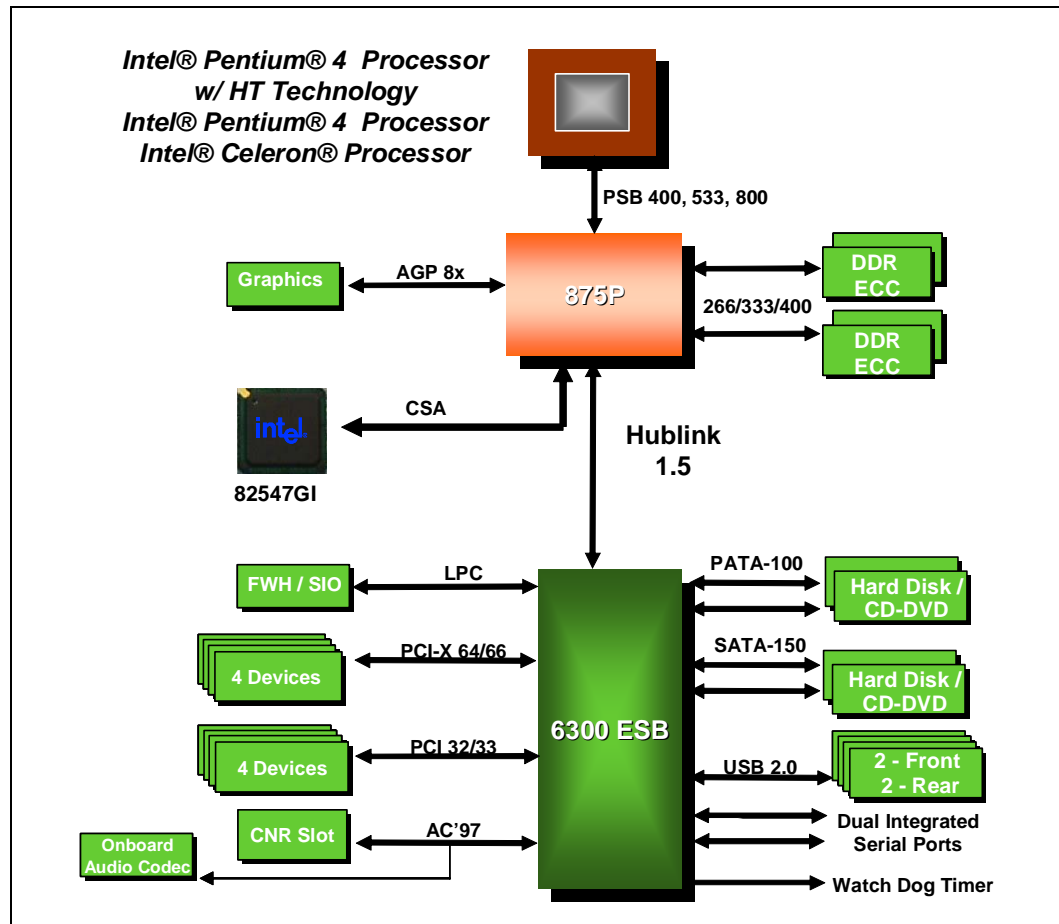 Intel® Pentium® 4 Processor
w/ HT Technology
Intel® Pentium® 4 Processor
Intel® Celeron® Processor
PSB 400, 533, 800
Graphics
AGP 8x
875P
DDR
ECC
266/333/400
DDR
ECC
intel
CSA
82547GI
Hublink
1.5
FWH / SIO
LPC
PATA-100
Hard Disk /
CD-DVD
4 Devices
PCI-X 64/66
SATA-150
Hard Disk /
CD-DVD
6300 ESB
4 Devices
PCI 32/33
USB 2.0
2 - Front
2 - Rear
CNR Slot
AC’97
Dual Integrated
Serial Ports
Onboard
Audio Codec
Watch Dog Timer